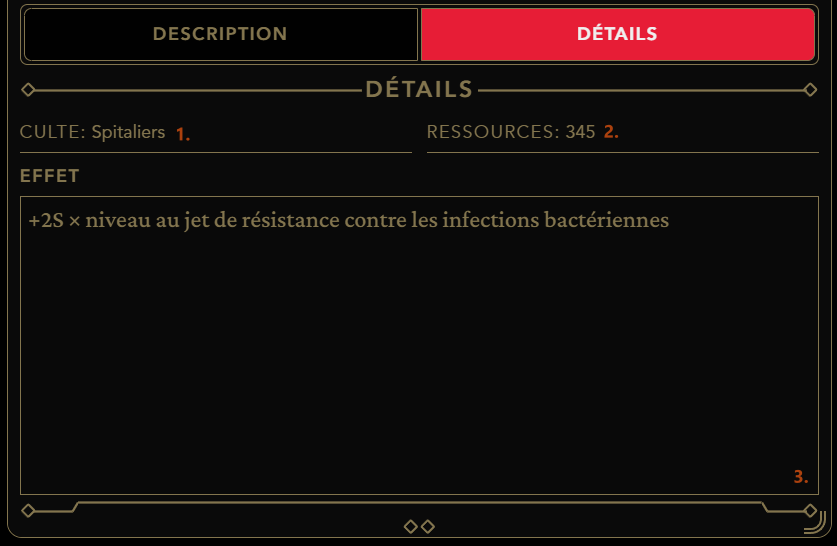 DESCRIPTION DÉTAILS
DÉTAILS
CULTE: Spitaliers 1. RESSOURCES: 345 2.
EFFET
+2S × niveau au jet de résistance contre les infections bactériennes
3.